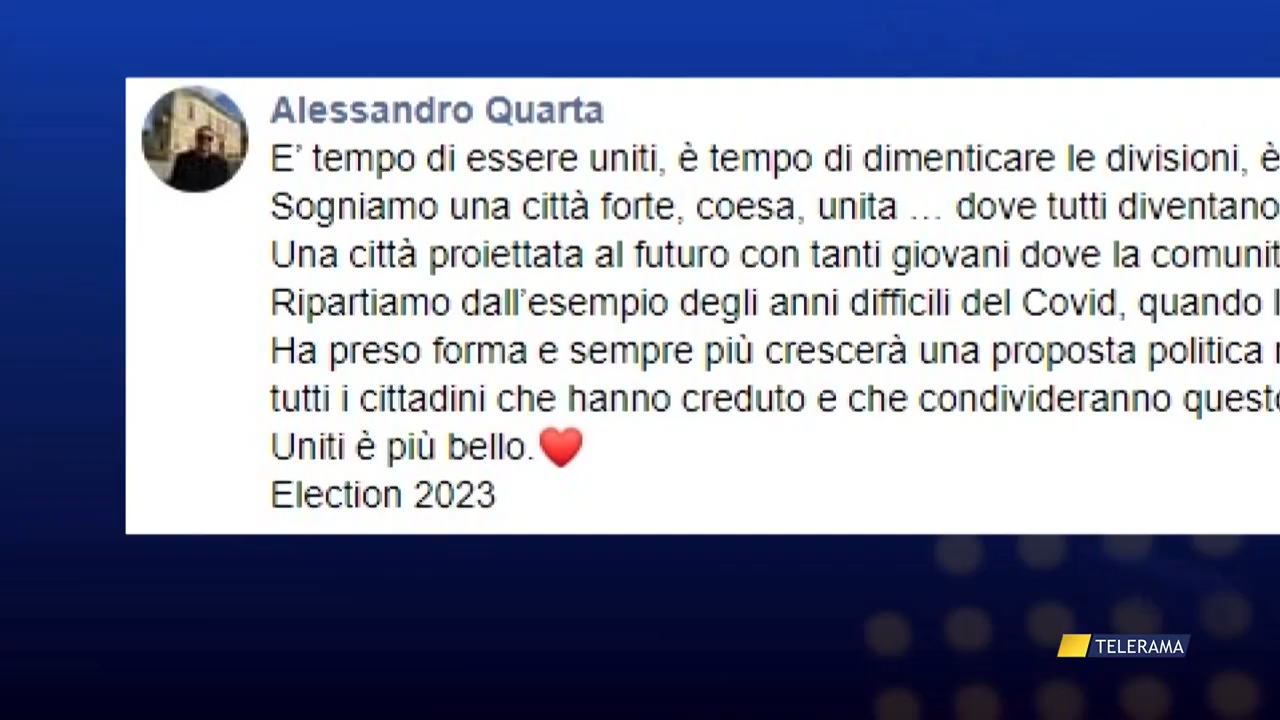 Alessandro Quarta
E’ tempo di essere uniti, è tempo di dimenticare le divisioni, è
Sogniamo una città forte, coesa, unita … dove tutti diventano
Una città proiettata al futuro con tanti giovani dove la comunit
Ripartiamo dall’esempio degli anni difficili del Covid, quando l
Ha preso forma e sempre più crescerà una proposta politica
tutti i cittadini che hanno creduto e che condivideranno questo
Uniti è più bello.❤️
Election 2023
TELERAMA